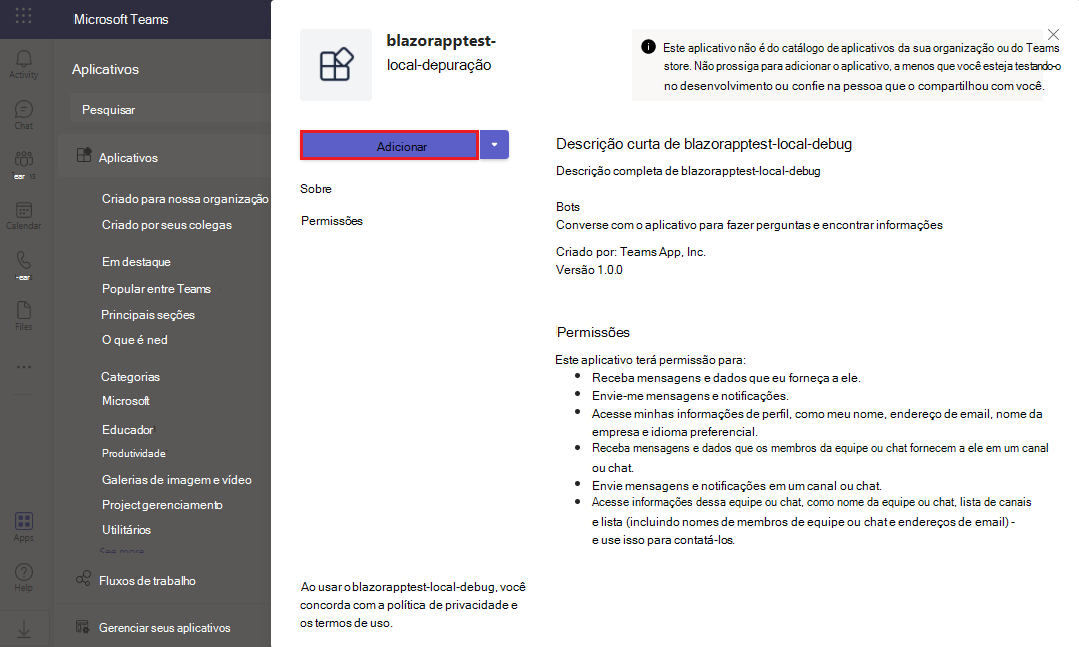 Microsoft Teams
Activity
Chat
Calendar
Files
Apps
Help
Aplicativos
Pesquisar
Aplicativos
Criado para nossa organização
Criado por seus colegas
Em destaque
Popular entre Teams
Principais seções
O que é ned
Categorias
Microsoft
Educador
Produtividade
Galerias de imagem e vídeo
Project gerenciamento
Utilitários
See more
Fluxos de trabalho
Gerenciar seus aplicativos
blazorapptest-
local-depuração
Este aplicativo não é do catálogo de aplicativos da sua organização ou do Teams
store. Não prossiga para adicionar o aplicativo, a menos que você esteja testando-o
no desenvolvimento ou confie na pessoa que o compartilhou com você.
Adicionar
Sobre
Permissões
Descrição curta de blazorapptest-local-debug
Descrição completa de blazorapptest-local-debug
Bots
Converse com o aplicativo para fazer perguntas e encontrar informações
Criado por: Teams App, Inc.
Versão 1.0.0
Permissões
Este aplicativo terá permissão para:
Receba mensagens e dados que eu forneça a ele.
Envie-me mensagens e notificações.
Acesse minhas informações de perfil, como meu nome, endereço de email, nome da
empresa e idioma preferencial.
Receba mensagens e dados que os membros da equipe ou chat fornecem a ele em um canal
ou chat.
Envie mensagens e notificações em um canal ou chat.
Acesse informações dessa equipe ou chat, como nome da equipe ou chat, lista de canais
e lista (incluindo nomes de membros de equipe ou chat e endereços de email) -
e use isso para contatá-los.
Ao usar o blazorapptest-local-debug, você
concorda com a política de privacidade e
os termos de uso.